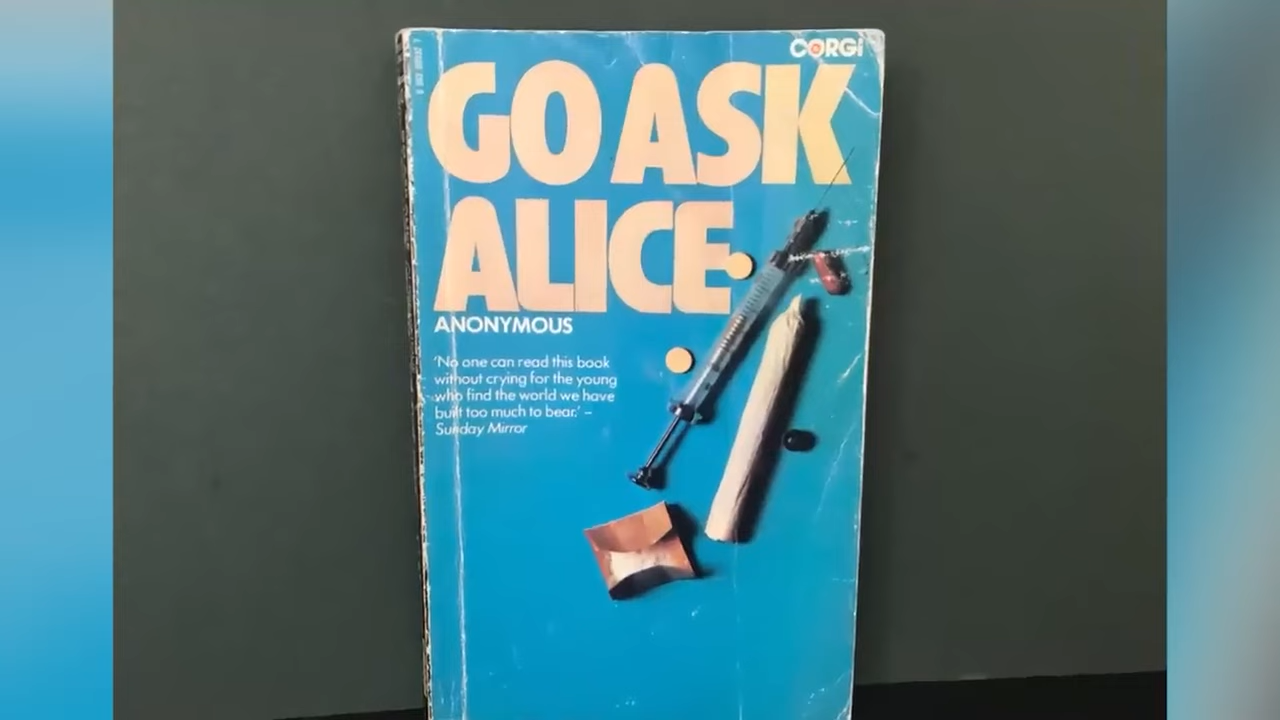 CORGI
GO ASK
ALICE
ANONYMOUS
'No one can read this book
without crying for the young
who find the world we have
built too much to bear.' –
Sunday Mirror